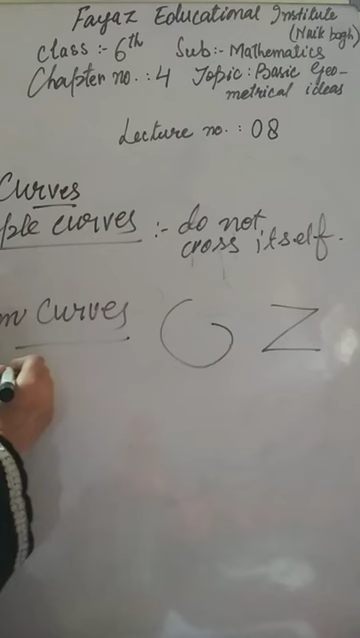 Fayaz Educational Institute
(Naik bagh)
Class :- 6th Sub:- Mathematics
Chapter no. : 4 Topic : Basic Geo-
metrical ideas
Lecture no. : 08
Curves
ple curves :- do not
cross itself.
Curves